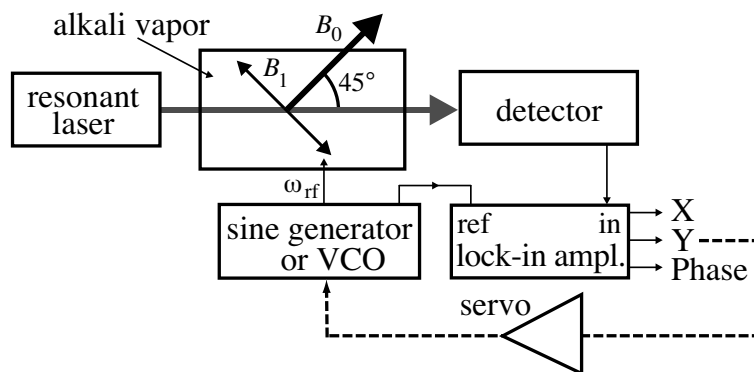 alkali vapor
B₀
B₁
45°
resonant
laser
detector
ωrf
sine generator
or VCO
ref
in
lock-in ampl.
X
Y
Phase
servo